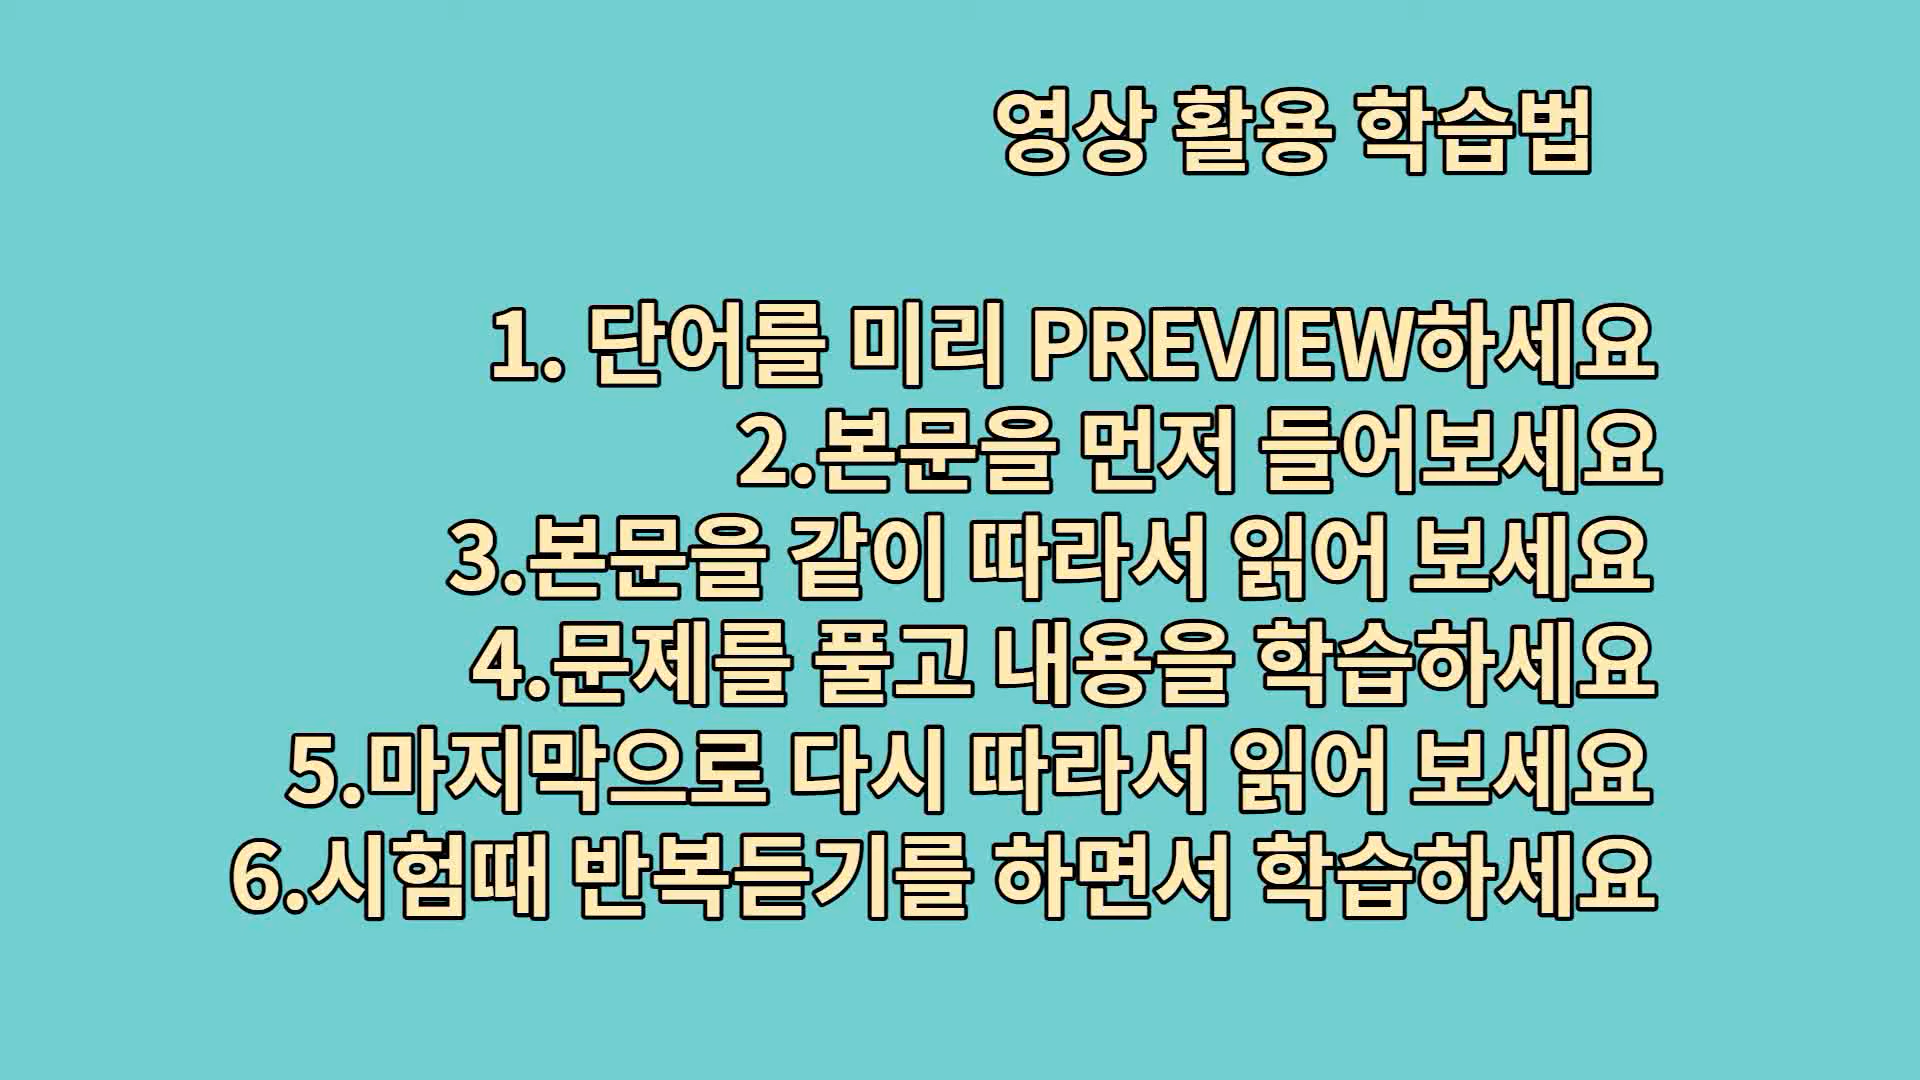 영상 활용 학습법
1. 단어를 미리 PREVIEW하세요
2.본문을 먼저 들어보세요
3.본문을 같이 따라서 읽어 보세요
4.문제를 풀고 내용을 학습하세요
5.마지막으로 다시 따라서 읽어 보세요
6.시험때 반복듣기를 하면서 학습하세요